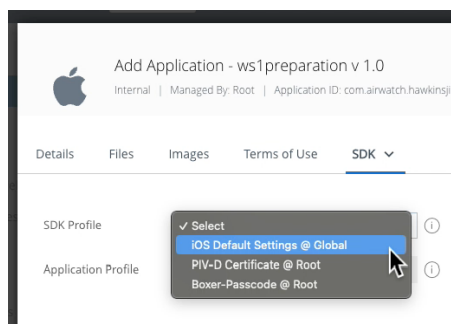 Add Application - ws1preparation v 1.0
Internal | Managed By: Root | Application ID: com.airwatch.hawkinsji
Details Files Images Terms of Use SDK
SDK Profile
✓ Select
iOS Default Settings @ Global
Application Profile
PIV-D Certificate @ Root
Boxer-Passcode @ Root